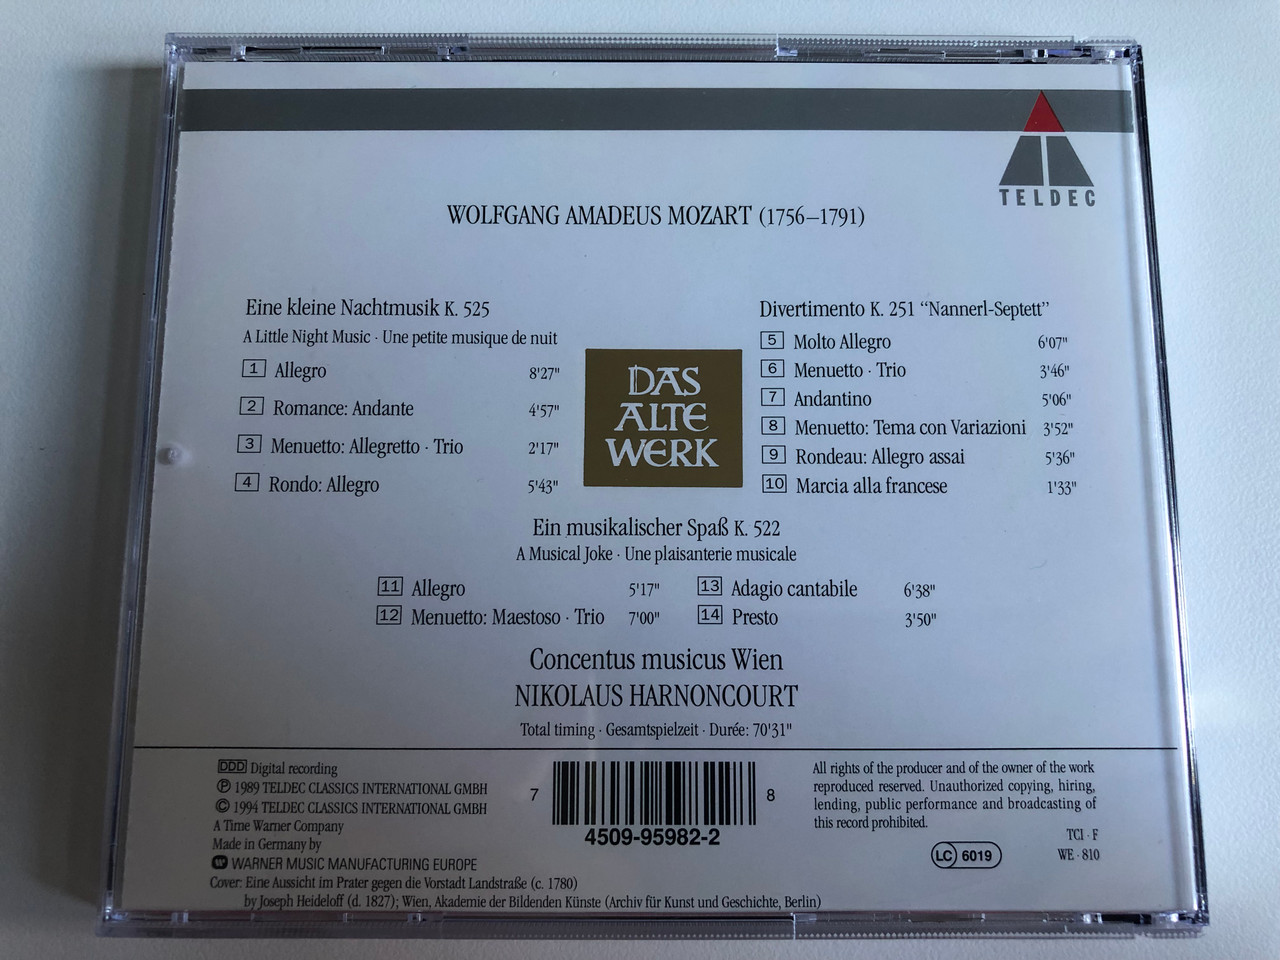 TELDEC
WOLFGANG AMADEUS MOZART (1756–1791)
Eine kleine Nachtmusik K. 525
A Little Night Music · Une petite musique de nuit
1 Allegro 8'27"
2 Romance: Andante 4'57"
3 Menuetto: Allegretto · Trio 2'17"
4 Rondo: Allegro 5'43"
DAS
ALTE
WERK
Divertimento K. 251 “Nannerl-Septett”
5 Molto Allegro 6'07"
6 Menuetto · Trio 3'46"
7 Andantino 5'06"
8 Menuetto: Tema con Variazioni 3'52"
9 Rondeau: Allegro assai 5'36"
10 Marcia alla francese 1'33"
Ein musikalischer Spaß K. 522
A Musical Joke · Une plaisanterie musicale
11 Allegro 5'17"
12 Menuetto: Maestoso · Trio 7'00"
13 Adagio cantabile 6'38"
14 Presto 3'50"
Concentus musicus Wien
NIKOLAUS HARNONCOURT
Total timing · Gesamtspielzeit · Durée: 70'31"
DDD Digital recording
℗ 1989 TELDEC CLASSICS INTERNATIONAL GMBH
© 1994 TELDEC CLASSICS INTERNATIONAL GMBH
A Time Warner Company
Made in Germany by
WARNER MUSIC MANUFACTURING EUROPE
Cover: Eine Aussicht im Prater gegen die Vorstadt Landstraße (c. 1780)
by Joseph Heideloff (d. 1827); Wien, Akademie der Bildenden Künste (Archiv für Kunst und Geschichte, Berlin)
7 8
4509-95982-2
All rights of the producer and of the owner of the work
reproduced reserved. Unauthorized copying, hiring,
lending, public performance and broadcasting of
this record prohibited.
TCI · F
LC 6019
WE · 810